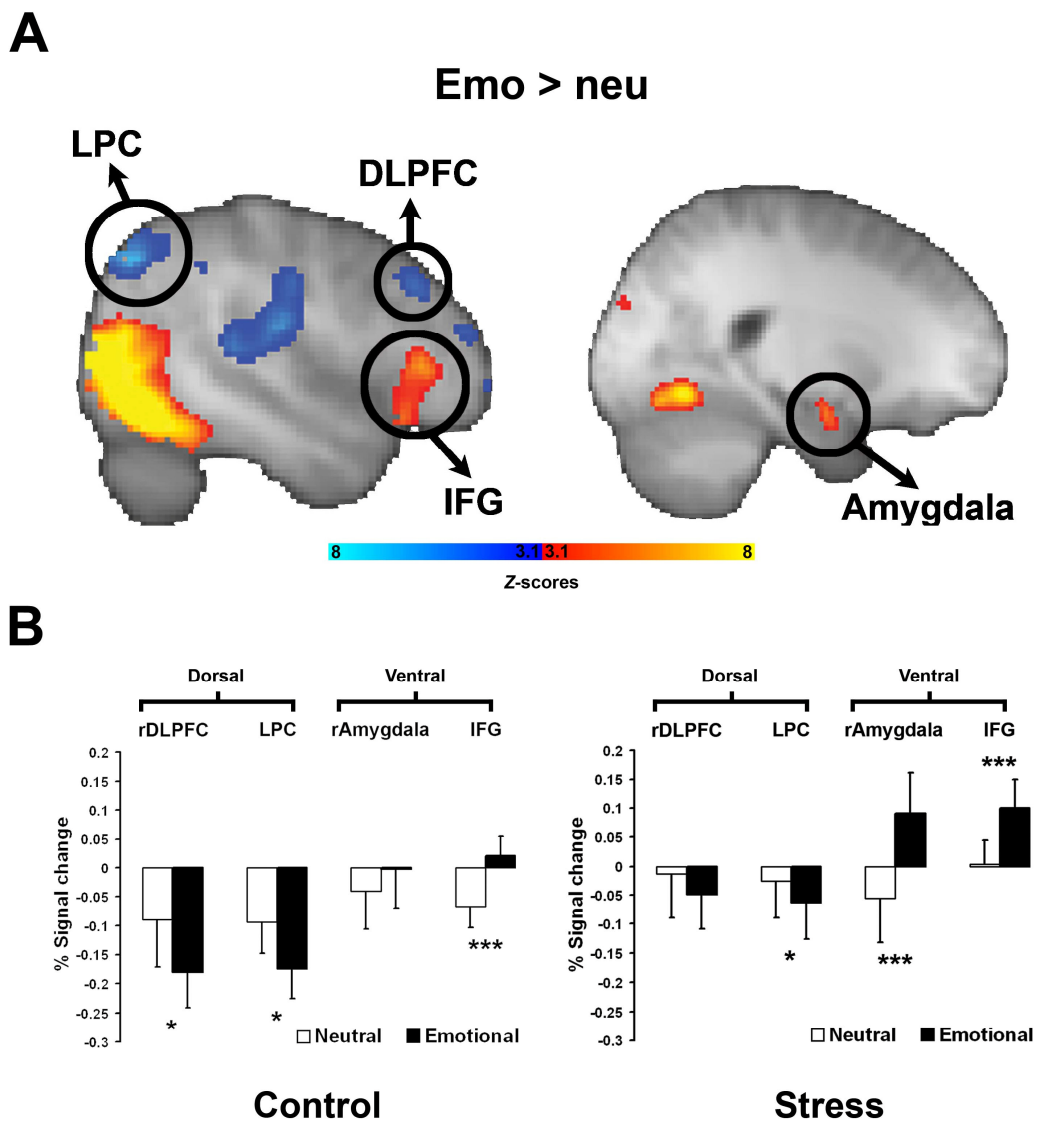 A
Emo > neu
LPC
DLPFC
IFG
Amygdala
8 3.1 3.1 8
Z-scores
B
Dorsal Ventral
rDLPFC LPC rAmygdala IFG
0.2
0.15
0.1
0.05
0
-0.05
-0.1
-0.15
-0.2
-0.25
-0.3
% Signal change
***
* *
Neutral Emotional
Control
Dorsal Ventral
rDLPFC LPC rAmygdala IFG
0.2
0.15
0.1
0.05
0
-0.05
-0.1
-0.15
-0.2
-0.25
-0.3
% Signal change
***
* ***
Neutral Emotional
Stress